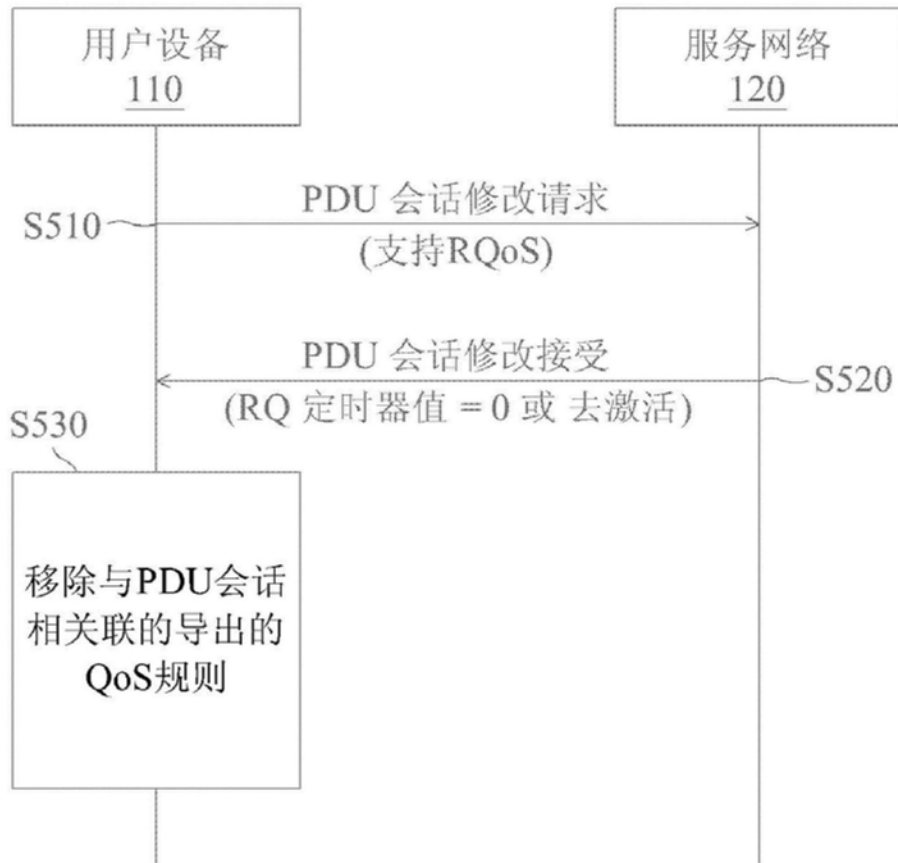 用户设备
110
服务网络
120
PDU 会话修改请求
S510
(支持RQoS)
PDU 会话修改接受
S520
(RQ 定时器值 = 0 或 去激活)
S530
移除与PDU会话
相关联的导出的
QoS规则